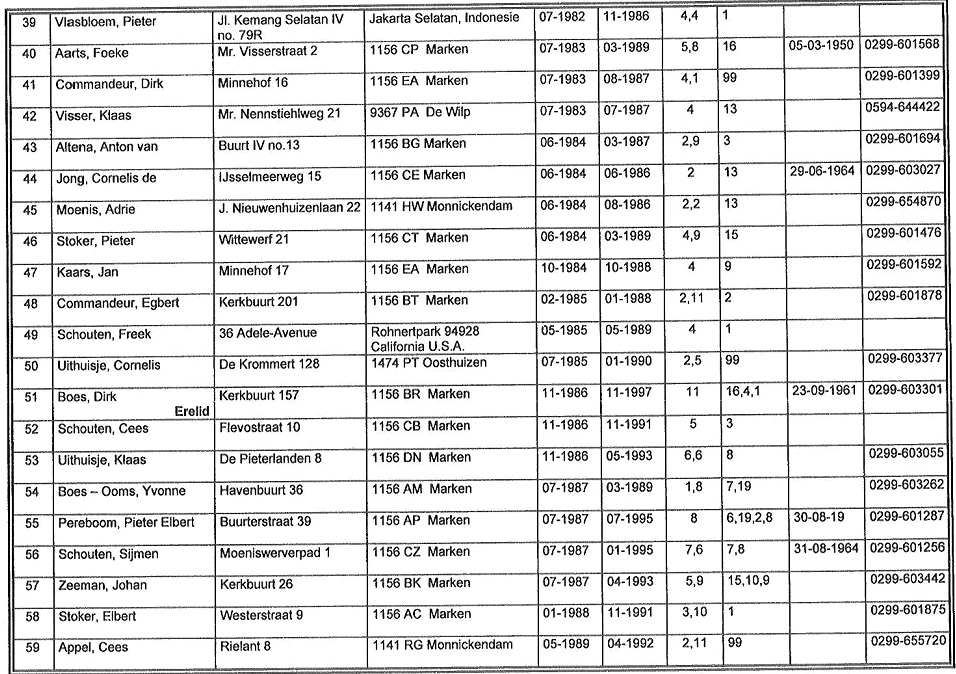 39 Vlasbloem, Pieter Jl. Kemang Selatan IV no. 79R Jakarta Selatan, Indonesie 07-1982 11-1986 4,4 1
40 Aarts, Foeke Mr. Visserstraat 2 1156 CP Marken 07-1983 03-1989 5,8 16 05-03-1950 0299-601568
41 Commandeur, Dirk Minnehof 16 1156 EA Marken 07-1983 08-1987 4,1 99 0299-601399
42 Visser, Klaas Mr. Nennstiehlweg 21 9367 PA De Wilp 07-1983 07-1987 4 13 0594-644422
43 Altena, Anton van Buurt IV no.13 1156 BG Marken 06-1984 03-1987 2,9 3 0299-601694
44 Jong, Cornelis de IJsselmeerweg 15 1156 CE Marken 06-1984 06-1986 2 13 29-06-1964 0299-603027
45 Moenis, Adrie J. Nieuwenhuizenlaan 22 1141 HW Monnickendam 06-1984 08-1986 2,2 13 0299-654870
46 Stoker, Pieter Wittewerf 21 1156 CT Marken 06-1984 03-1989 4,9 15 0299-601476
47 Kaars, Jan Minnehof 17 1156 EA Marken 10-1984 10-1988 4 9 0299-601592
48 Commandeur, Egbert Kerkbuurt 201 1156 BT Marken 02-1985 01-1988 2,11 2 0299-601878
49 Schouten, Freek 36 Adele-Avenue Rohnertpark 94928 California U.S.A. 05-1985 05-1989 4 1
50 Uithuisje, Cornelis De Krommert 128 1474 PT Oosthuizen 07-1985 01-1990 2,5 99 0299-603377
51 Boes, Dirk Erelid Kerkbuurt 157 1156 BR Marken 11-1986 11-1997 11 16,4,1 23-09-1961 0299-603301
52 Schouten, Cees Flevostraat 10 1156 CB Marken 11-1986 11-1991 5 3
53 Uithuisje, Klaas De Pieterlanden 8 1156 DN Marken 11-1986 05-1993 6,6 8 0299-603055
54 Boes – Ooms, Yvonne Havenbuurt 36 1156 AM Marken 07-1987 03-1989 1,8 7,19 0299-603262
55 Pereboom, Pieter Elbert Buurterstraat 39 1156 AP Marken 07-1987 07-1995 8 6,19,2,8 30-08-19 0299-601287
56 Schouten, Sijmen Moeniswerverpad 1 1156 CZ Marken 07-1987 01-1995 7,6 7,8 31-08-1964 0299-601256
57 Zeeman, Johan Kerkbuurt 26 1156 BK Marken 07-1987 04-1993 5,9 15,10,9 0299-603442
58 Stoker, Elbert Westerstraat 9 1156 AC Marken 01-1988 11-1991 3,10 1 0299-601875
59 Appel, Cees Rielant 8 1141 RG Monnickendam 05-1989 04-1992 2,11 99 0299-655720